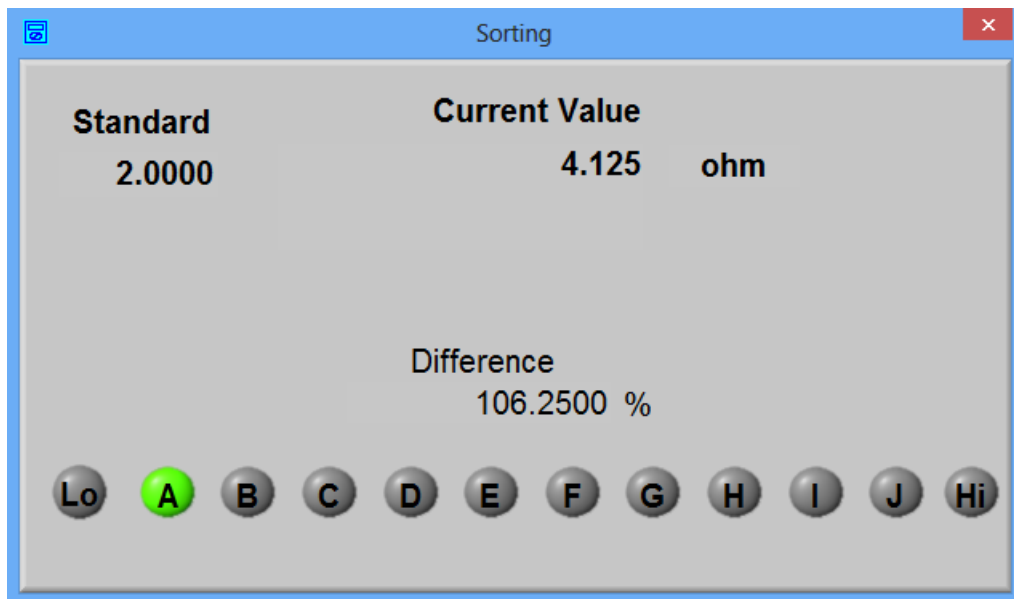 Sorting
Standard
2.0000
Current Value
4.125 ohm
Difference
106.2500 %
Lo A B C D E F G H I J Hi